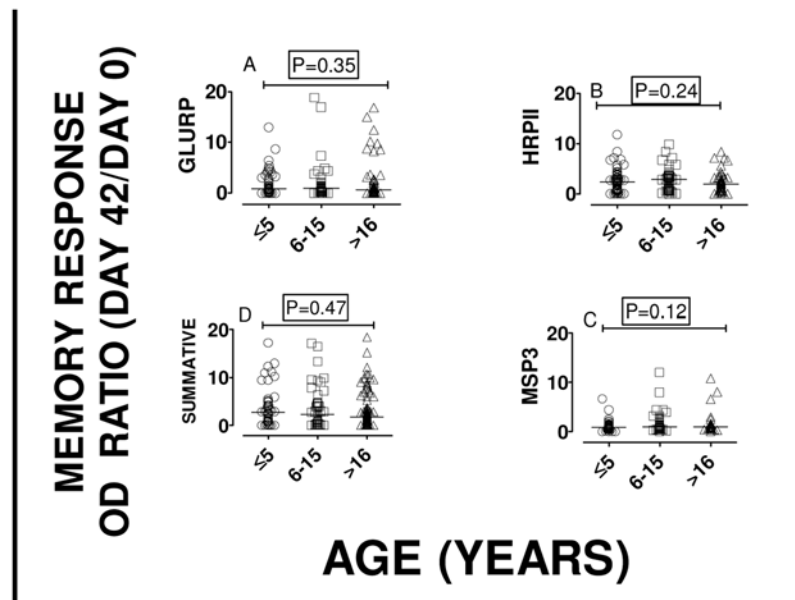 MEMORY RESPONSE
OD RATIO (DAY 42/DAY 0)
A
P=0.35
GLURP
20
10
0
≤5
6-15
>16
B
P=0.24
HRPII
20
10
0
≤5
6-15
>16
D
P=0.47
SUMMATIVE
20
10
0
≤5
6-15
>16
C
P=0.12
MSP3
20
10
0
≤5
6-15
>16
AGE (YEARS)